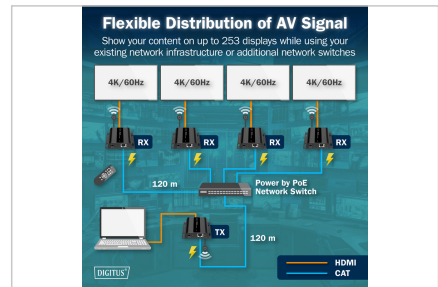 Flexible Distribution of AV Signal
Show your content on up to 253 displays while using your
existing network infrastructure or additional network switches
4K/60Hz
4K/60Hz
4K/60Hz
4K/60Hz
RX
RX
RX
RX
120 m
Power by PoE
Network Switch
TX
120 m
DIGITUS®
HDMI
CAT